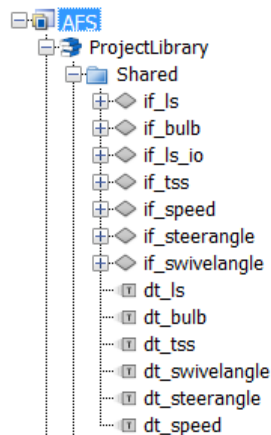 AFS
ProjectLibrary
Shared
if_ls
if_bulb
if_ls_io
if_tss
if_speed
if_steerangle
if_swivelangle
dt_ls
dt_bulb
dt_tss
dt_swivelangle
dt_steerangle
dt_speed